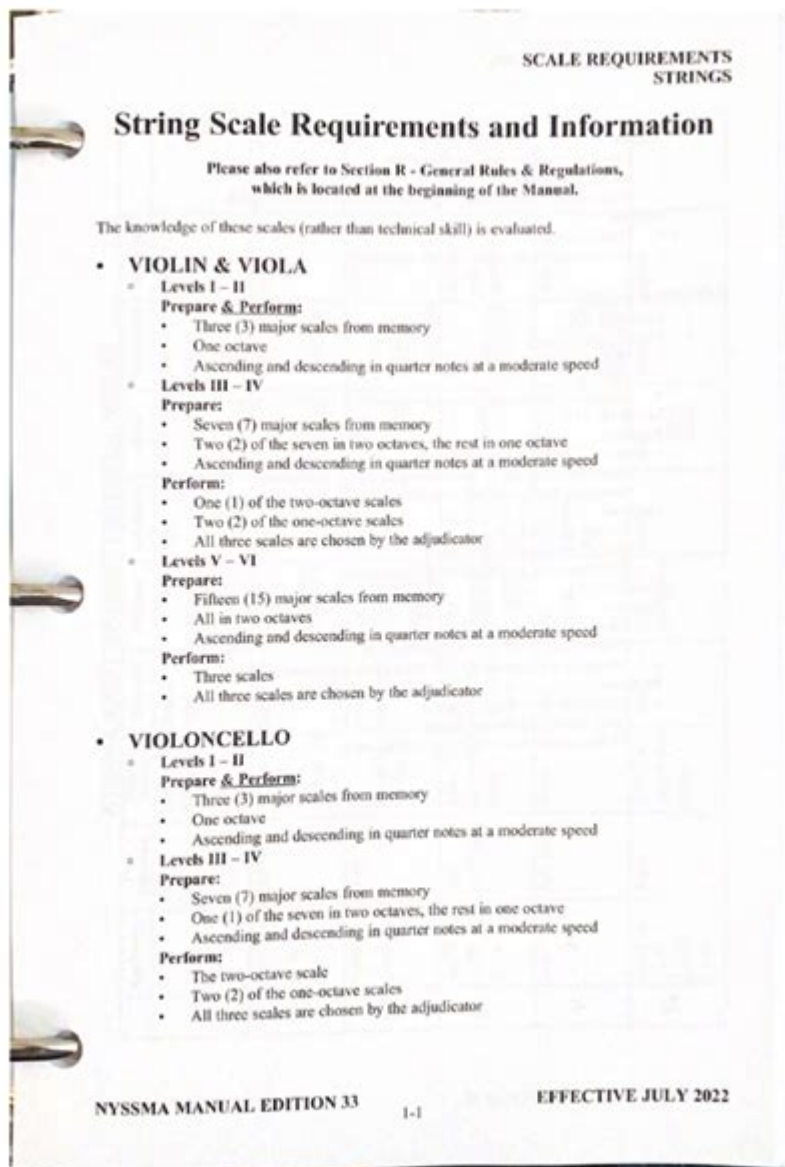 SCALE REQUIREMENTS
STRINGS
String Scale Requirements and Information
Please also refer to Section R - General Rules & Regulations,
which is located at the beginning of the Manual.
The knowledge of these scales (rather than technical skill) is evaluated.
• VIOLIN & VIOLA
▫ Levels I – II
Prepare & Perform:
• Three (3) major scales from memory
• One octave
• Ascending and descending in quarter notes at a moderate speed
▫ Levels III – IV
Prepare:
• Seven (7) major scales from memory
• Two (2) of the seven in two octaves, the rest in one octave
• Ascending and descending in quarter notes at a moderate speed
Perform:
• One (1) of the two-octave scales
• Two (2) of the one-octave scales
• All three scales are chosen by the adjudicator
▫ Levels V – VI
Prepare:
• Fifteen (15) major scales from memory
• All in two octaves
• Ascending and descending in quarter notes at a moderate speed
Perform:
• Three scales
• All three scales are chosen by the adjudicator
• VIOLONCELLO
▫ Levels I – II
Prepare & Perform:
• Three (3) major scales from memory
• One octave
• Ascending and descending in quarter notes at a moderate speed
▫ Levels III – IV
Prepare:
• Seven (7) major scales from memory
• One (1) of the seven in two octaves, the rest in one octave
• Ascending and descending in quarter notes at a moderate speed
Perform:
• The two-octave scale
• Two (2) of the one-octave scales
• All three scales are chosen by the adjudicator
NYSSMA MANUAL EDITION 33
1-1
EFFECTIVE JULY 2022